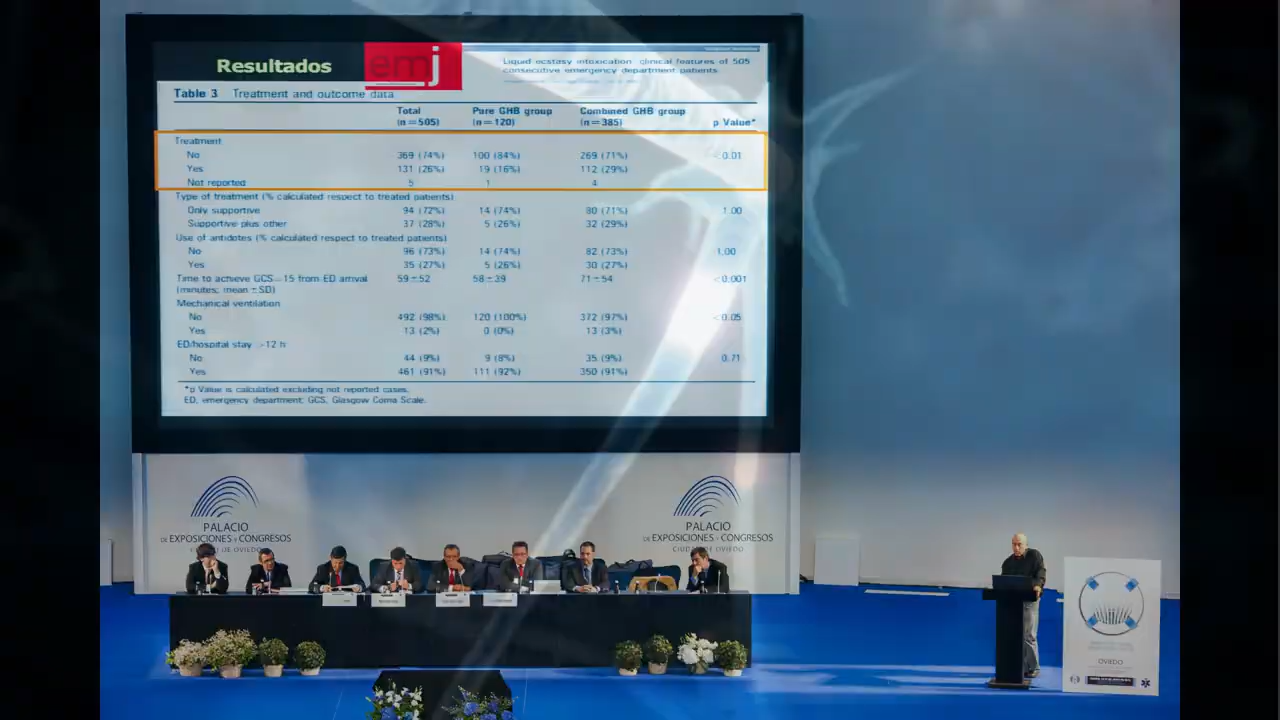 Resultados
emj
Liquid ecstasy intoxication: clinical features of 505
consecutive emergency department patients
Table 3 Treatment and outcome data
Total Pure GHB group Combined GHB group
(n=505) (n=120) (n=385) p Value*
Treatment
No 369 (74%) 100 (84%) 269 (71%) <0.01
Yes 131 (26%) 19 (16%) 112 (29%)
Not reported 5 1 4
Type of treatment (% calculated respect to treated patients)
Only supportive 94 (72%) 14 (74%) 80 (71%) 1.00
Supportive plus other 37 (28%) 5 (26%) 32 (29%)
Use of antidotes (% calculated respect to treated patients)
No 96 (73%) 14 (74%) 82 (73%) 1.00
Yes 35 (27%) 5 (26%) 30 (27%)
Time to achieve GCS=15 from ED arrival 59±52 58±39 71±54 <0.001
(minutes; mean±SD)
Mechanical ventilation
No 492 (98%) 120 (100%) 372 (97%) <0.05
Yes 13 (2%) 0 (0%) 13 (3%)
ED/hospital stay 12 h
No 44 (9%) 9 (8%) 35 (9%) 0.71
Yes 461 (91%) 111 (92%) 350 (91%)
*p Value is calculated excluding not reported cases.
ED, emergency department; GCS, Glasgow Coma Scale.
PALACIO
DE EXPOSICIONES Y CONGRESOS
CIUDAD DE OVIEDO
PALACIO
DE EXPOSICIONES Y CONGRESOS
CIUDAD DE OVIEDO